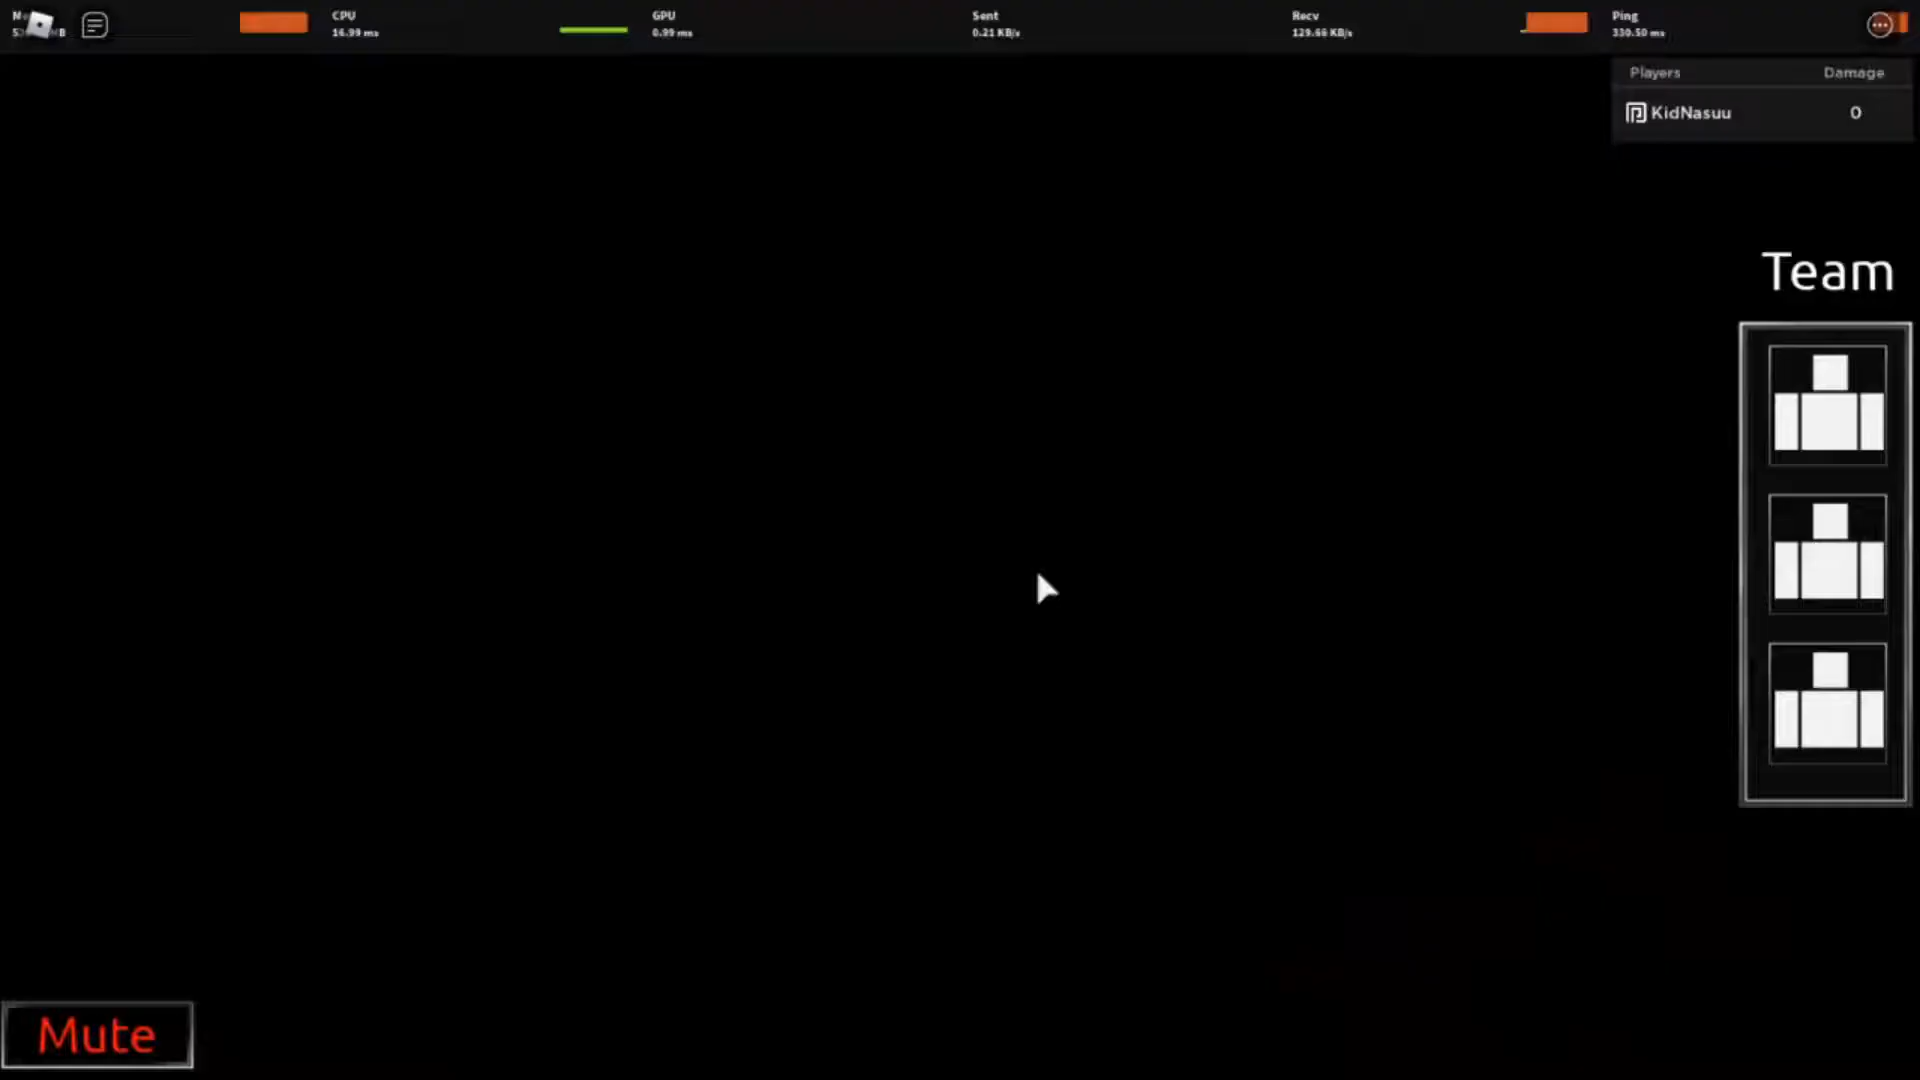 CPU
16.99 ms
GPU
0.99 ms
Sent
0.21 KB/s
Recv
129.66 KB/s
Ping
330.50 ms
Players Damage
KidNasuu 0
Team
Mute